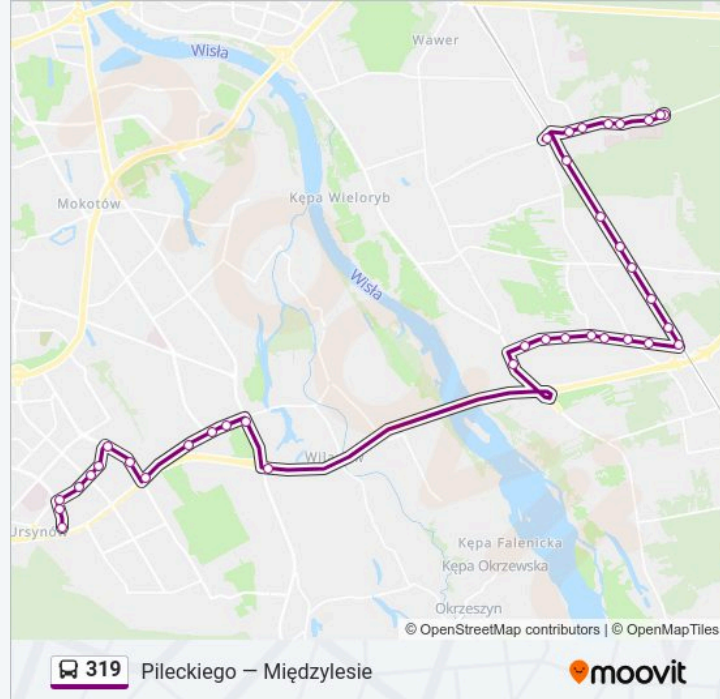 Wisła
Wawer
Mokotów
Kępa Wieloryb
Wisła
Ursynów
Kępa Falenicka
Kępa Okrzewska
Okrzeszyn
© OpenStreetMap contributors | © OpenMapTiles
319 Pileckiego — Międzylesie
moovit